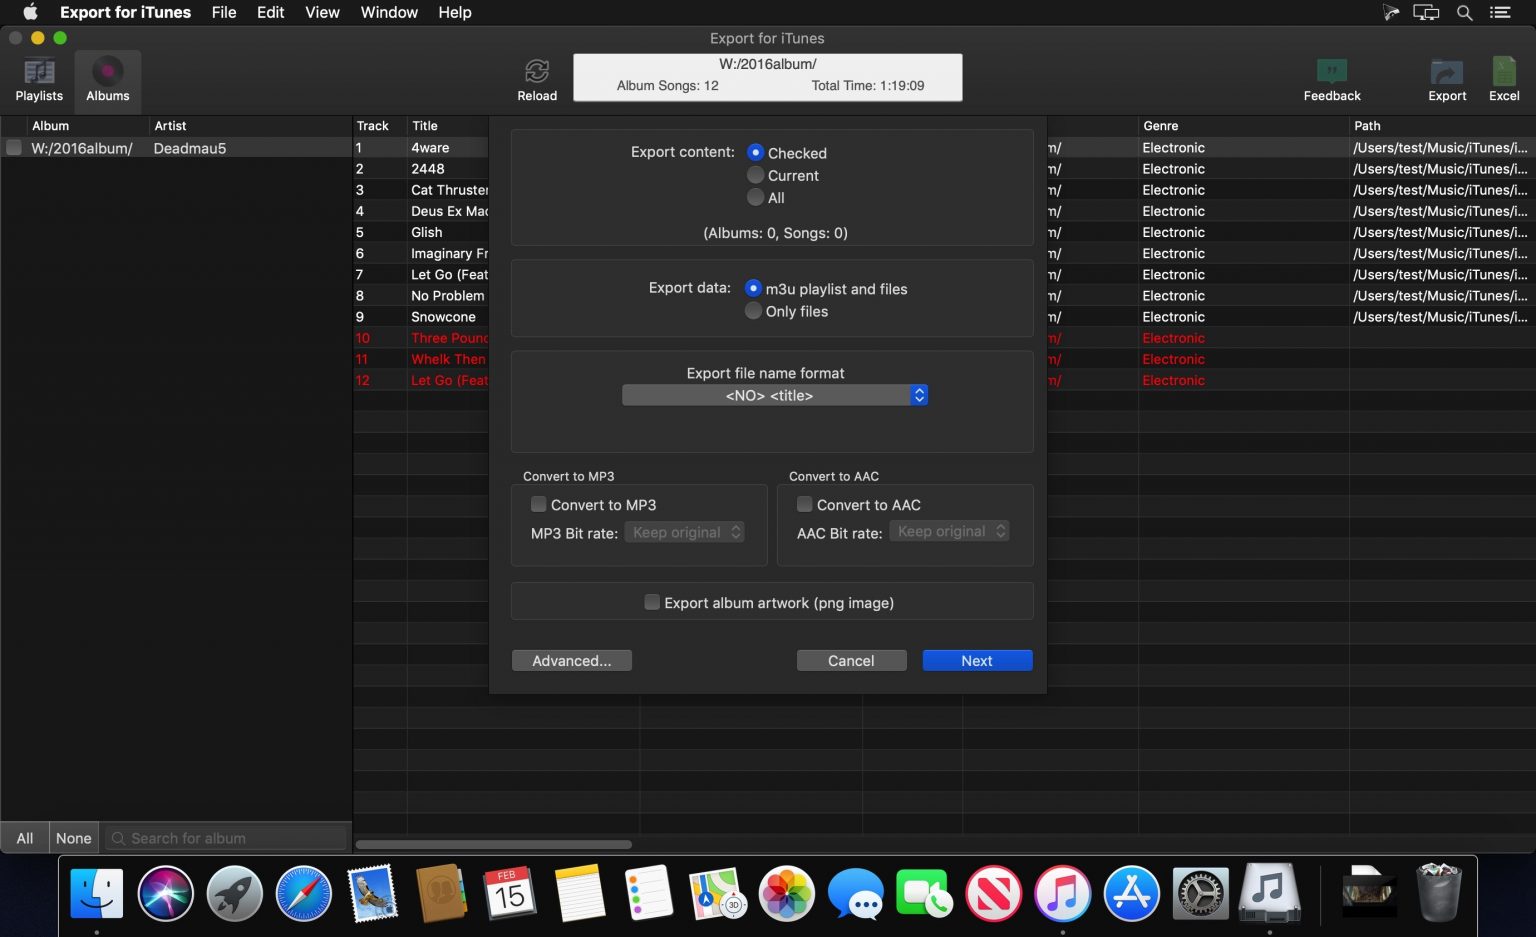 Export for iTunes File Edit View Window Help
Export for iTunes
W:/2016album/
Album Songs: 12 Total Time: 1:19:09
Playlists Albums Reload Feedback Export Excel
Album Artist Track Title Genre Path
W:/2016album/ Deadmau5 1 4ware m/ Electronic /Users/test/Music/iTunes/i...
2 2448 m/ Electronic /Users/test/Music/iTunes/i...
3 Cat Thruster m/ Electronic /Users/test/Music/iTunes/i...
4 Deus Ex Mac m/ Electronic /Users/test/Music/iTunes/i...
5 Glish m/ Electronic /Users/test/Music/iTunes/i...
6 Imaginary Fr m/ Electronic /Users/test/Music/iTunes/i...
7 Let Go (Feat m/ Electronic /Users/test/Music/iTunes/i...
8 No Problem m/ Electronic /Users/test/Music/iTunes/i...
9 Snowcone m/ Electronic /Users/test/Music/iTunes/i...
10 Three Pound m/ Electronic
11 Whelk Then m/ Electronic
12 Let Go (Feat m/ Electronic
Export content: Checked
Current
All
(Albums: 0, Songs: 0)
Export data: m3u playlist and files
Only files
Export file name format
<NO> <title>
Convert to MP3 Convert to AAC
Convert to MP3 Convert to AAC
MP3 Bit rate: Keep original AAC Bit rate: Keep original
Export album artwork (png image)
Advanced... Cancel Next
All None Search for album
FEB
15
3D